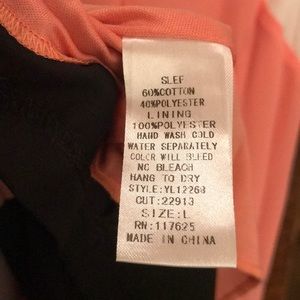 SLEF
60%COTTON
40%POLYESTER
LINING
100%POLYESTER
HAND WASH COLD
WATER SEPARATELY
COLOR WILL BLEED
NO BLEACH
HANG TO DRY
STYLE:YL12268
CUT:22913
SIZE:L
RN:117625
MADE IN CHINA